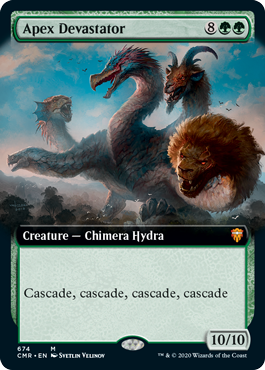 Apex Devastator 8
Creature — Chimera Hydra
Cascade, cascade, cascade, cascade
10/10
674 M
CMR • EN SVETLIN VELINOV ™ & © 2020 Wizards of the Coast